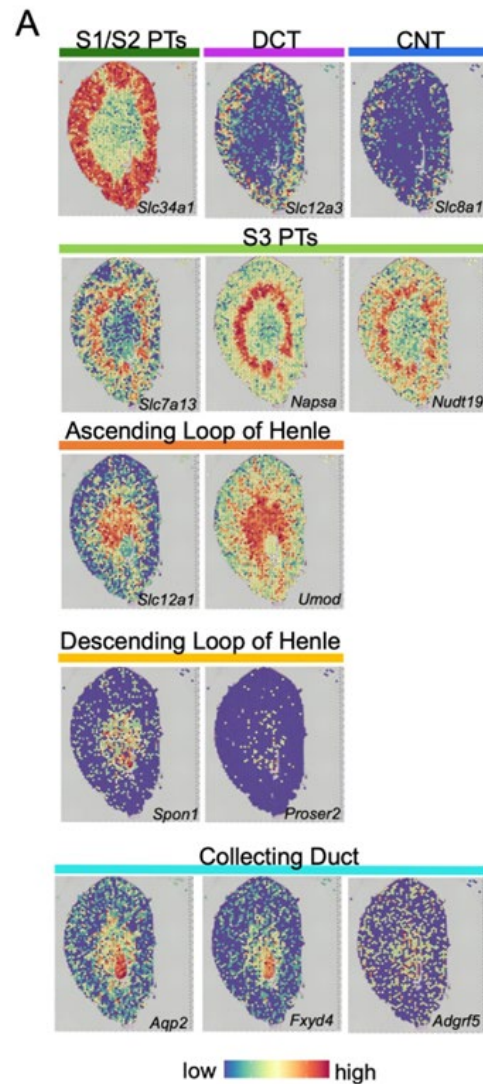 A
S1/S2 PTs DCT CNT
Slc34a1 Slc12a3 Slc8a1
S3 PTs
Slc7a13 Napsa Nudt19
Ascending Loop of Henle
Slc12a1 Umod
Descending Loop of Henle
Spon1 Proser2
Collecting Duct
Aqp2 Fxyd4 Adgrf5
low high